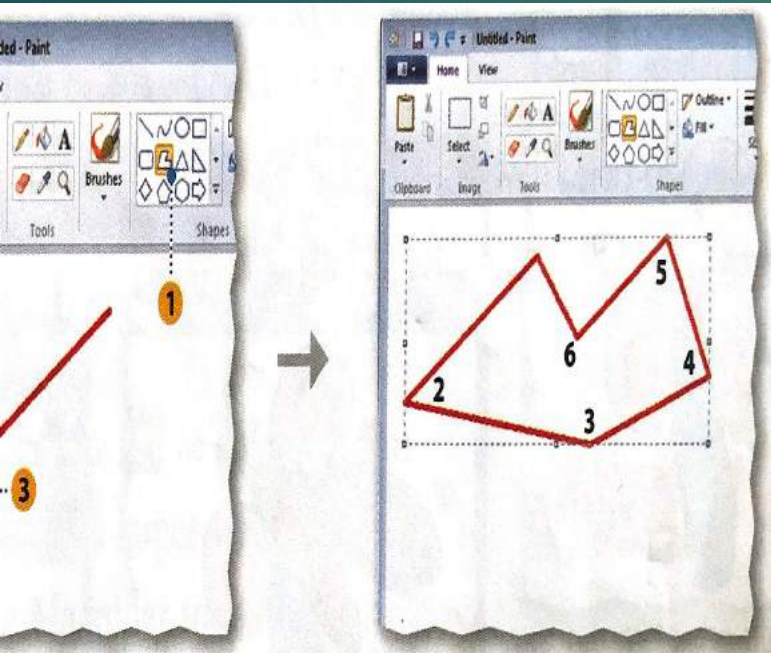 ded - Paint
A
Brushes
Tools
Shapes
1
3
Untitled - Paint
Home View
Paste
Select
A
Brushes
Outline
Fill
Clipboard Image Tools Shapes
2
3
4
5
6